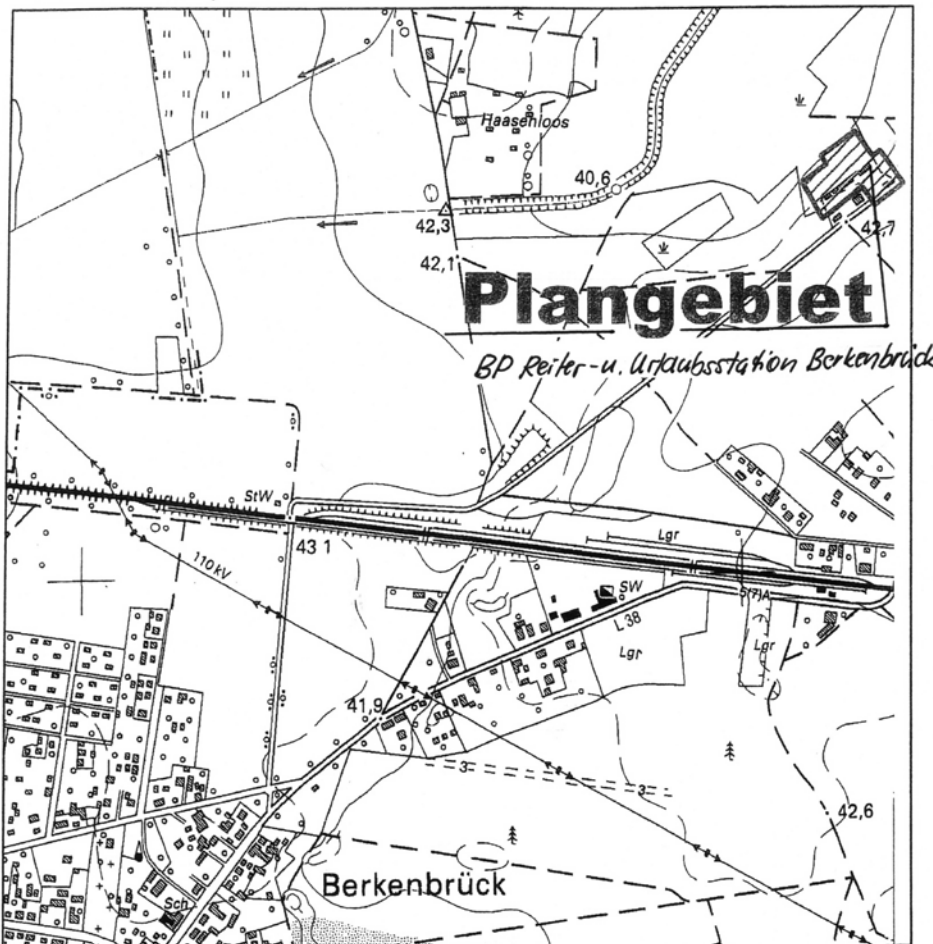 Haasenloos
40,6
42,3
42,7
42,1
Plangebiet
BP Reiter-u. Urlaubsstation Berkenbrück
StW
43 1
Lgr
110 kV
SW
L 38
Lgr
Lgr
41,9
3
3
42,6
Berkenbrück
Sch